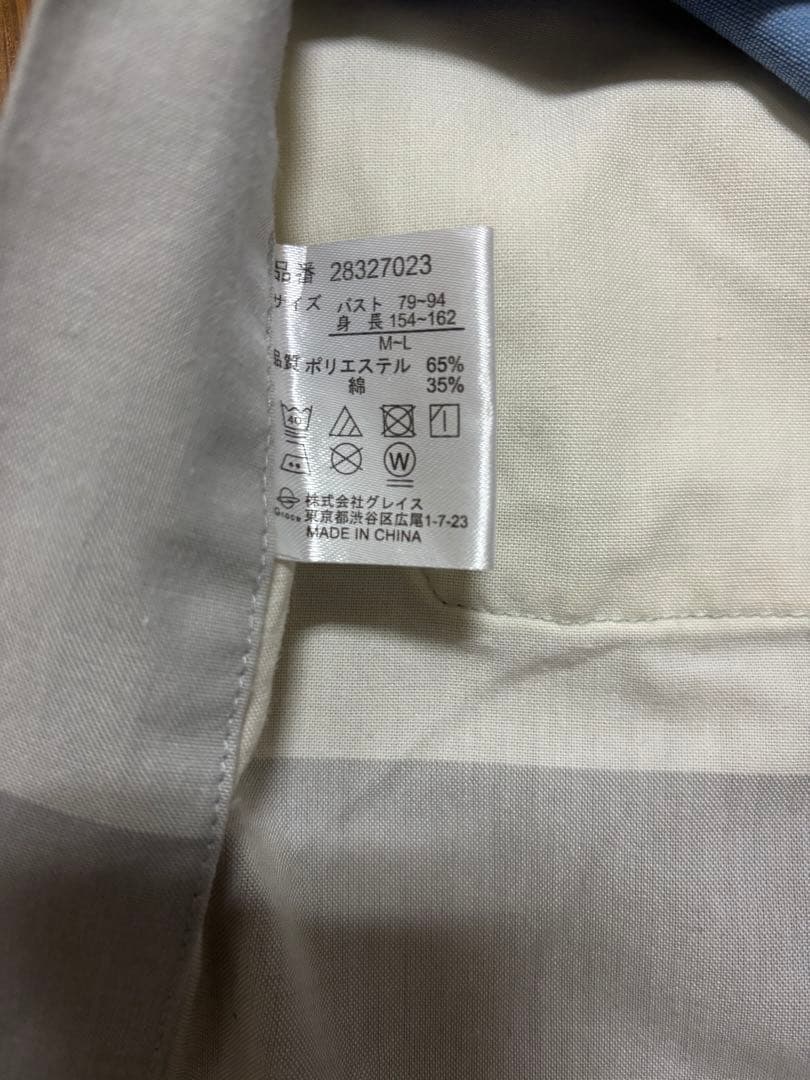 品番 28327023
サイズ バスト 79~94
身長 154~162
M~L
品質 ポリエステル 65%
綿 35%
40
W
株式会社グレイス
Grace 東京都渋谷区広尾1-7-23
MADE IN CHINA